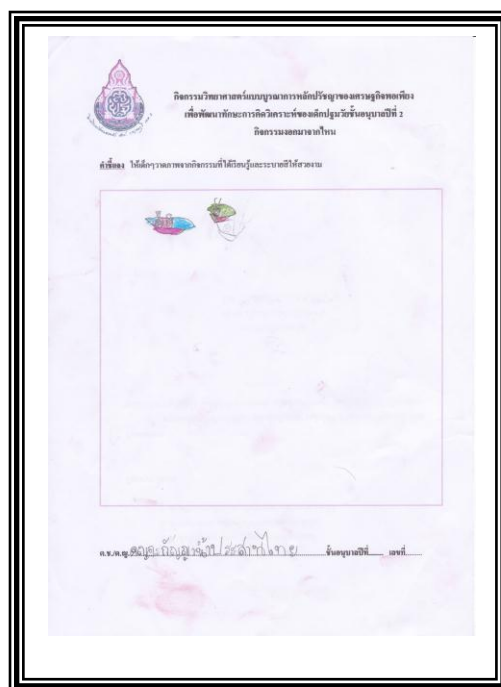 กิจกรรมวิทยาศาสตร์แบบบูรณาการหลักปรัชญาของเศรษฐกิจพอเพียง
เพื่อพัฒนาทักษะการคิดวิเคราะห์ของเด็กปฐมวัยชั้นอนุบาลปีที่ 2
กิจกรรมงอกมาจากไหน
คำชี้แจง ให้เด็กๆวาดภาพจากกิจกรรมที่ได้เรียนรู้และระบายสีให้สวยงาม
ด.ช./ด.ญ. ชั้นอนุบาลปีที่...... เลขที่......